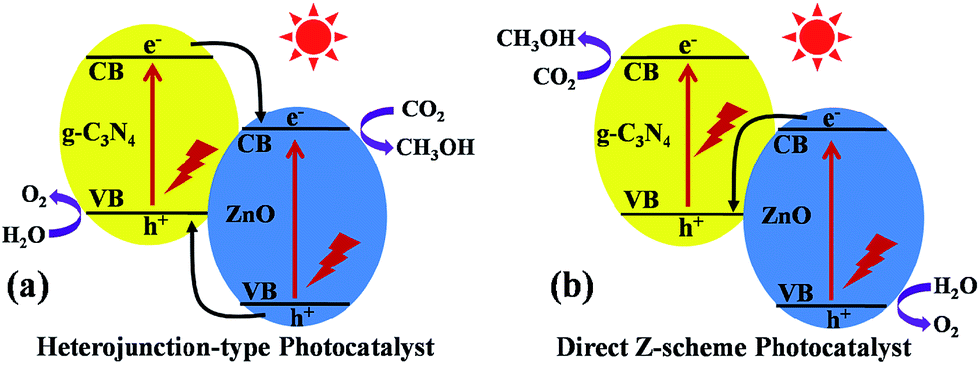 e⁻
CB
g-C₃N₄
VB
h⁺
O₂
H₂O
e⁻
CB
CO₂
CH₃OH
ZnO
VB
h⁺
(a)
Heterojunction-type Photocatalyst
CH₃OH
CO₂
e⁻
CB
g-C₃N₄
VB
h⁺
e⁻
CB
ZnO
VB
h⁺
H₂O
O₂
(b)
Direct Z-scheme Photocatalyst